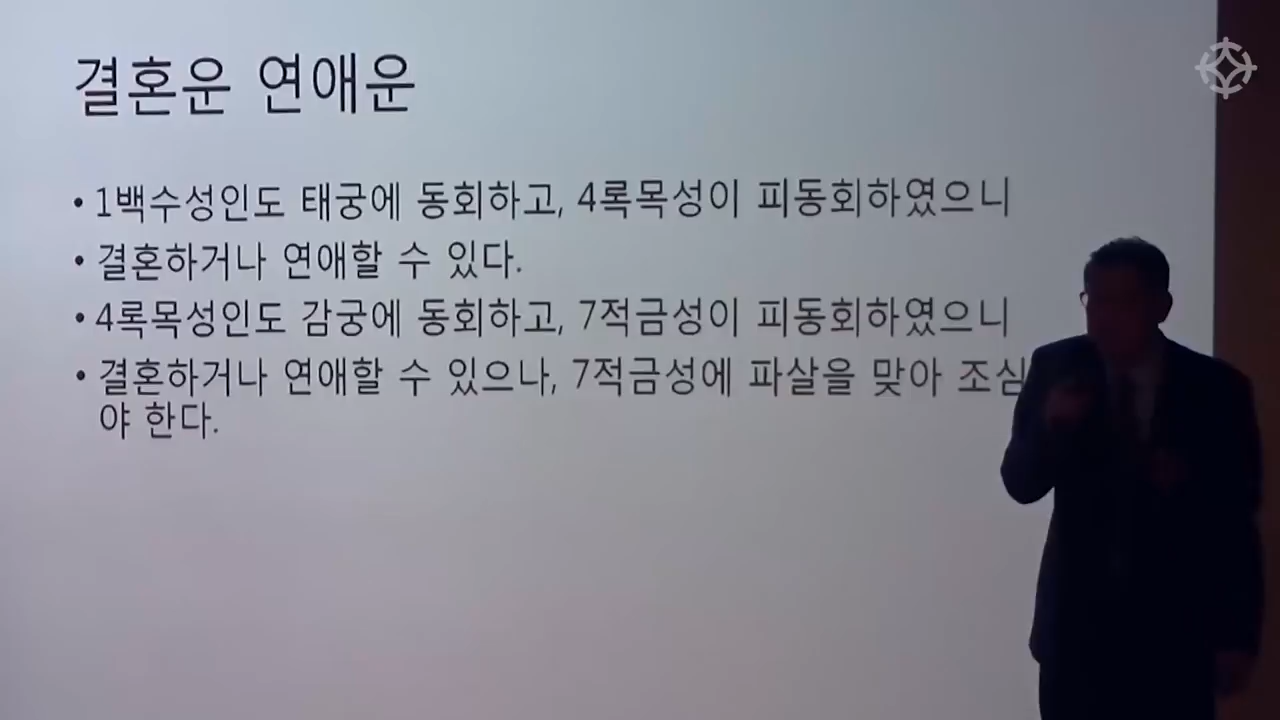 결혼운 연애운
• 1백수성인도 태궁에 동회하고, 4록목성이 피동회하였으니
• 결혼하거나 연애할 수 있다.
• 4록목성인도 감궁에 동회하고, 7적금성이 피동회하였으니
• 결혼하거나 연애할 수 있으나, 7적금성에 파살을 맞아 조심
야 한다.